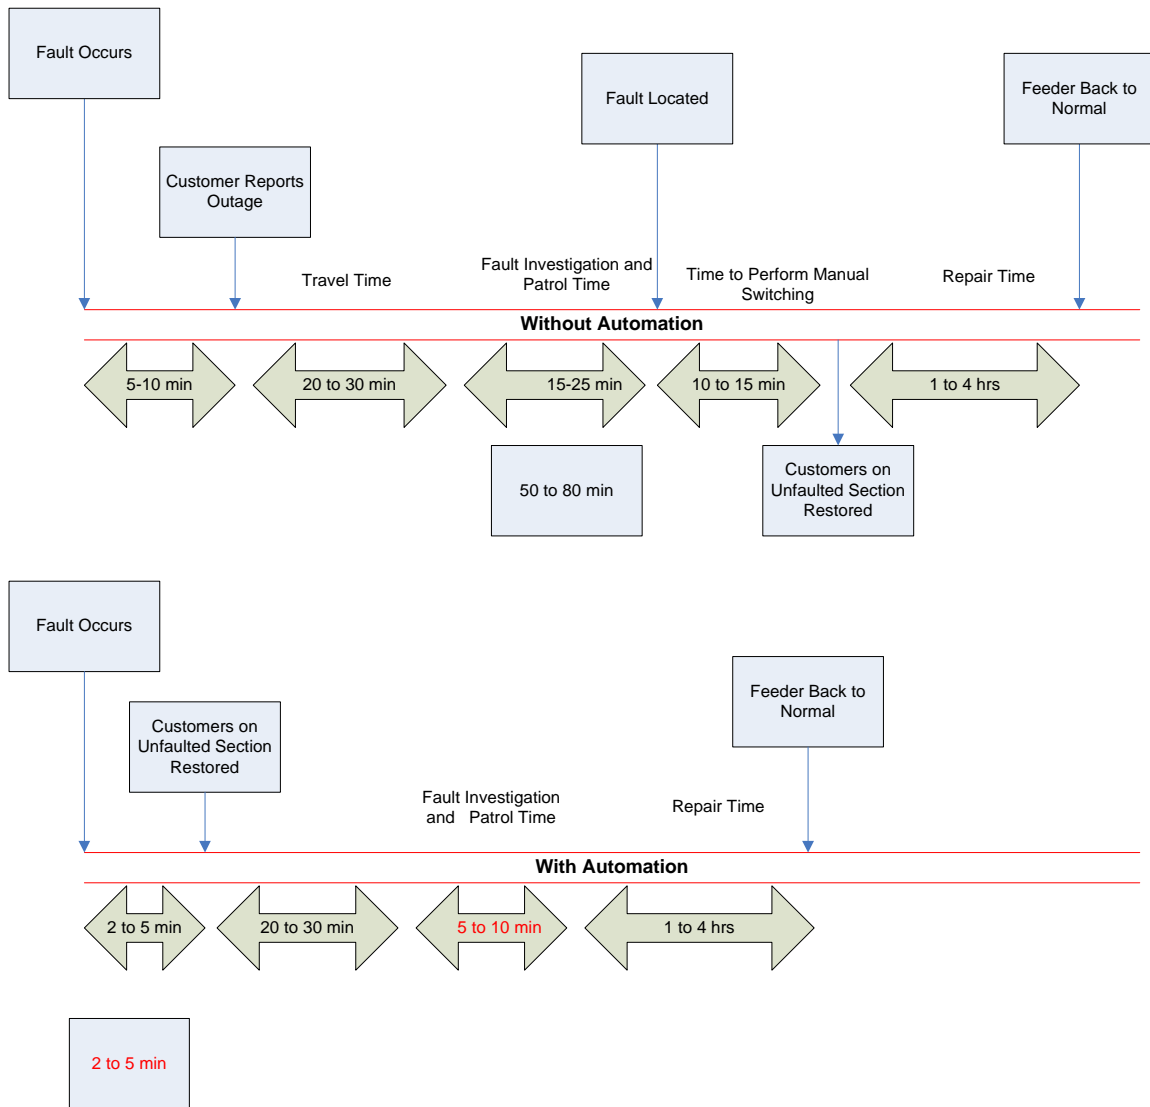 Fault Occurs
Fault Located
Feeder Back to
Normal
Customer Reports
Outage
Travel Time
Fault Investigation and
Patrol Time
Time to Perform Manual
Switching
Repair Time
Without Automation
5-10 min
20 to 30 min
15-25 min
10 to 15 min
1 to 4 hrs
50 to 80 min
Customers on
Unfaulted Section
Restored
Fault Occurs
Customers on
Unfaulted Section
Restored
Feeder Back to
Normal
Fault Investigation
and Patrol Time
Repair Time
With Automation
2 to 5 min
20 to 30 min
5 to 10 min
1 to 4 hrs
2 to 5 min